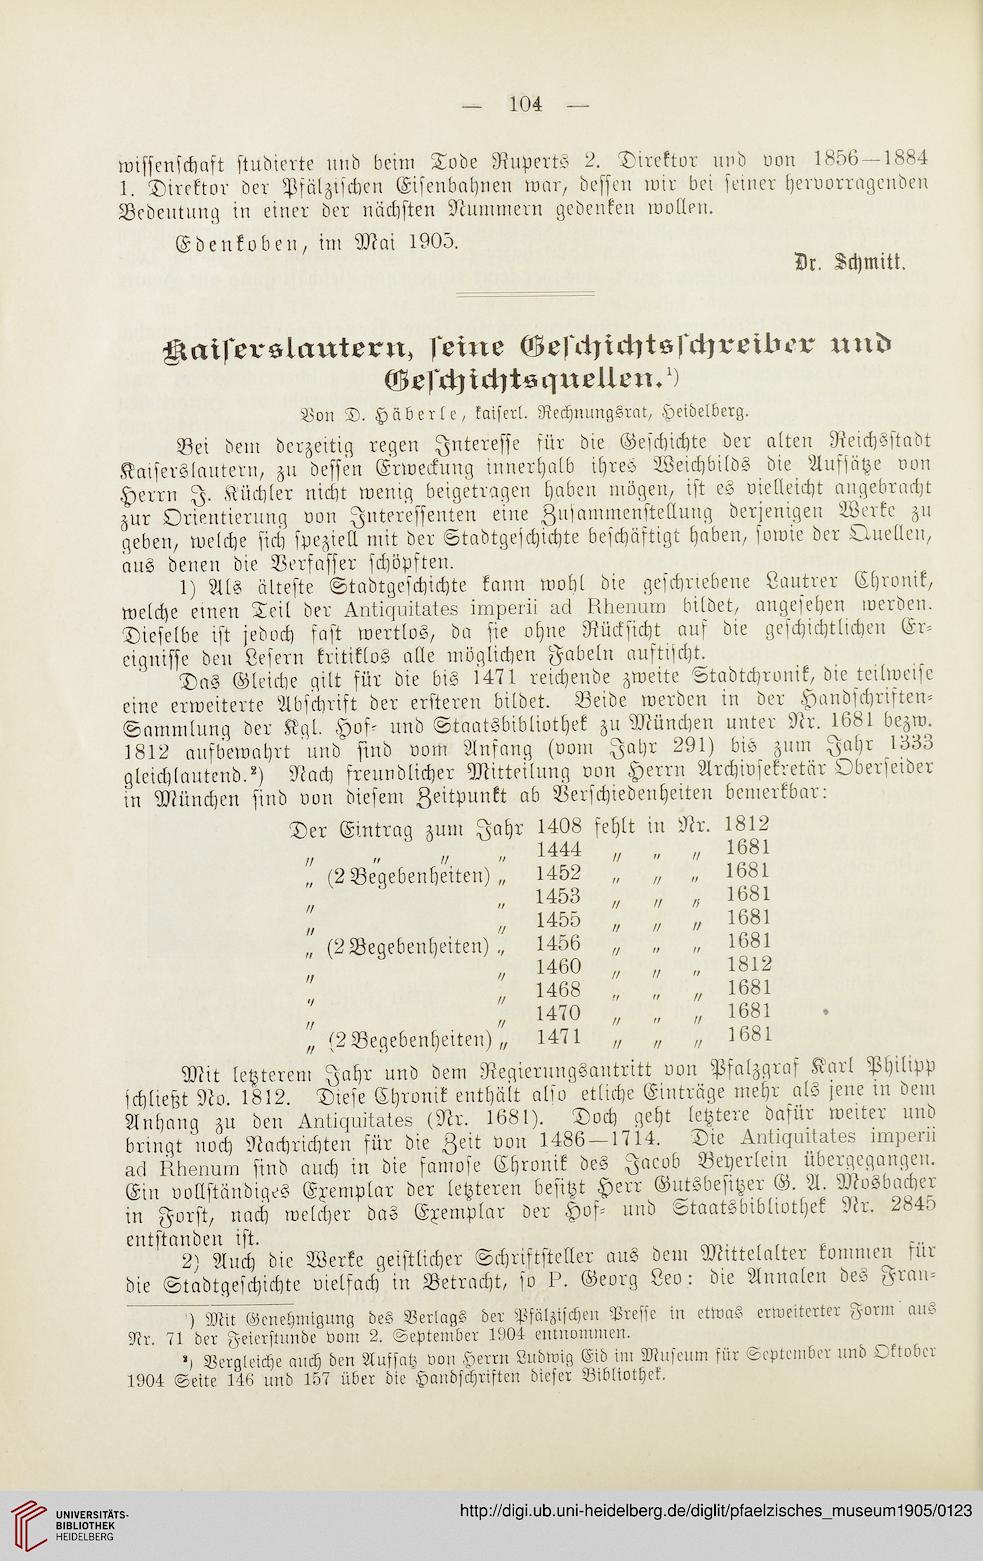 — 104 —
wissenschaft studierte und beim Tode Ruperts 2. Direktor und von 1856—1884
1. Direktor der Pfälzischen Eisenbahnen war, dessen wir bei seiner hervorragenden
Bedeutung in einer der nächsten Nummern gedenken wollen.
Edenkoben, im Mai 1905.
Dr. Schmitt.
Kaiserslautern, seine Geschichtsschreiber und
Geschichtsquellen.¹)
Von D. Häberle, kaiserl. Rechnungsrat, Heidelberg.
Bei dem derzeitig regen Interesse für die Geschichte der alten Reichsstadt
Kaiserslautern, zu dessen Erweckung innerhalb ihres Weichbilds die Aufsätze von
Herrn J. Küchler nicht wenig beigetragen haben mögen, ist es vielleicht angebracht
zur Orientierung von Interessenten eine Zusammenstellung derjenigen Werke zu
geben, welche sich speziell mit der Stadtgeschichte beschäftigt haben, sowie der Quellen,
aus denen die Verfasser schöpften.
1) Als älteste Stadtgeschichte kann wohl die geschriebene Lautrer Chronik,
welche einen Teil der Antiquitates imperii ad Rhenum bildet, angesehen werden.
Dieselbe ist jedoch fast wertlos, da sie ohne Rücksicht auf die geschichtlichen Er-
eignisse den Lesern kritiklos alle möglichen Fabeln auftischt.
Das Gleiche gilt für die bis 1471 reichende zweite Stadtchronik, die teilweise
eine erweiterte Abschrift der ersteren bildet. Beide werden in der Handschriften-
Sammlung der Kgl. Hof- und Staatsbibliothek zu München unter Nr. 1681 bezw.
1812 aufbewahrt und sind vom Anfang (vom Jahr 291) bis zum Jahr 1333
gleichlautend.²) Nach freundlicher Mitteilung von Herrn Archivsekretär Oberseider
in München sind von diesem Zeitpunkt ab Verschiedenheiten bemerkbar:
Der Eintrag zum Jahr 1408 fehlt in Nr. 1812
„ „ „ „ 1444 „ „ „ 1681
„ (2 Begebenheiten) „ 1452 „ „ „ 1681
„ „ 1453 „ „ „ 1681
„ „ 1455 „ „ „ 1681
„ (2 Begebenheiten) „ 1456 „ „ „ 1681
„ „ 1460 „ „ „ 1812
„ „ 1468 „ „ „ 1681
„ „ 1470 „ „ „ 1681
„ (2 Begebenheiten) „ 1471 „ „ „ 1681
Mit letzterem Jahr und dem Regierungsantritt von Pfalzgraf Karl Philipp
schließt No. 1812. Diese Chronik enthält also etliche Einträge mehr als jene in dem
Anhang zu den Antiquitates (Nr. 1681). Doch geht letztere dafür weiter und
bringt noch Nachrichten für die Zeit von 1486—1714. Die Antiquitates imperii
ad Rhenum sind auch in die famose Chronik des Jacob Beyerlein übergegangen.
Ein vollständiges Exemplar der letzteren besitzt Herr Gutsbesitzer G. A. Mosbacher
in Forst, nach welcher das Exemplar der Hof- und Staatsbibliothek Nr. 2845
entstanden ist.
2) Auch die Werke geistlicher Schriftsteller aus dem Mittelalter kommen für
die Stadtgeschichte vielfach in Betracht, so P. Georg Leo: die Annalen des Fran-
¹) Mit Genehmigung des Verlags der Pfälzischen Presse in etwas erweiterter Form aus
Nr. 71 der Feierstunde vom 2. September 1904 entnommen.
²) Vergleiche auch den Aufsatz von Herrn Ludwig Eid im Museum für September und Oktober
1904 Seite 146 und 157 über die Handschriften dieser Bibliothek.
UNIVERSITÄTS-
BIBLIOTHEK
HEIDELBERG
http://digi.ub.uni-heidelberg.de/diglit/pfaelzisches_museum1905/0123